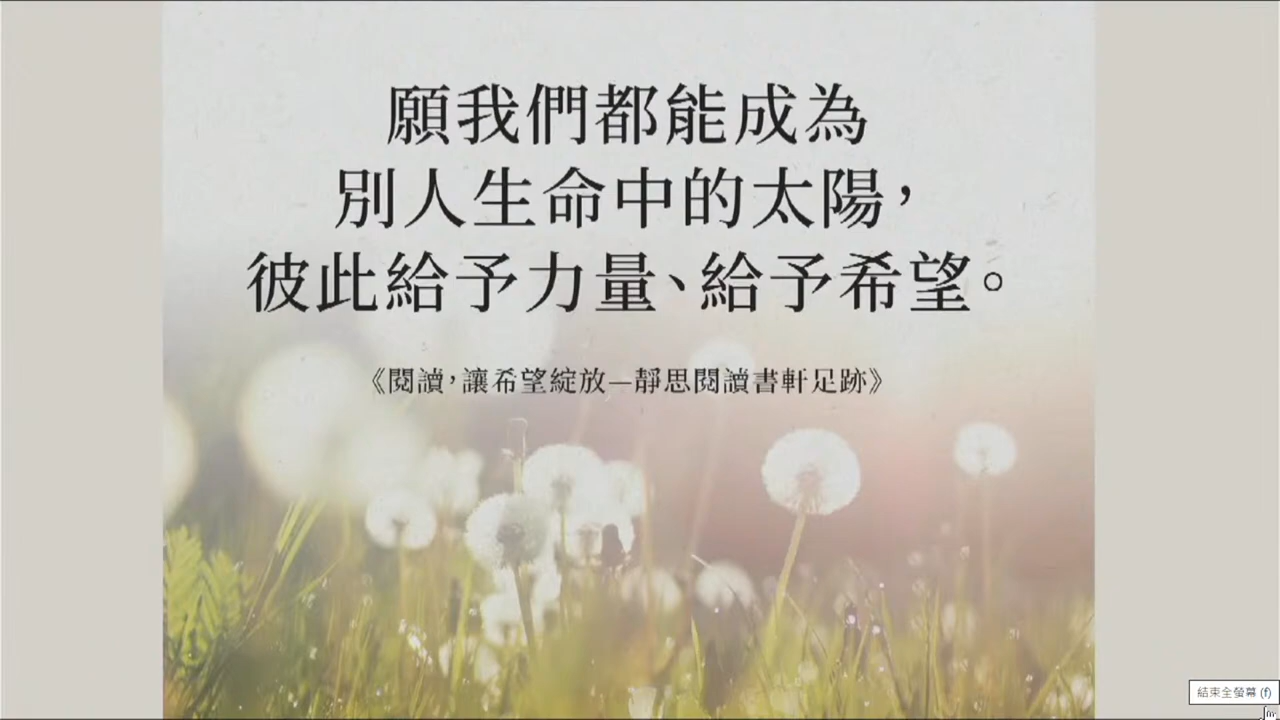 願我們都能成為
別人生命中的太陽，
彼此給予力量、給予希望。
《閱讀，讓希望綻放—靜思閱讀書軒足跡》
結束全螢幕 (f)